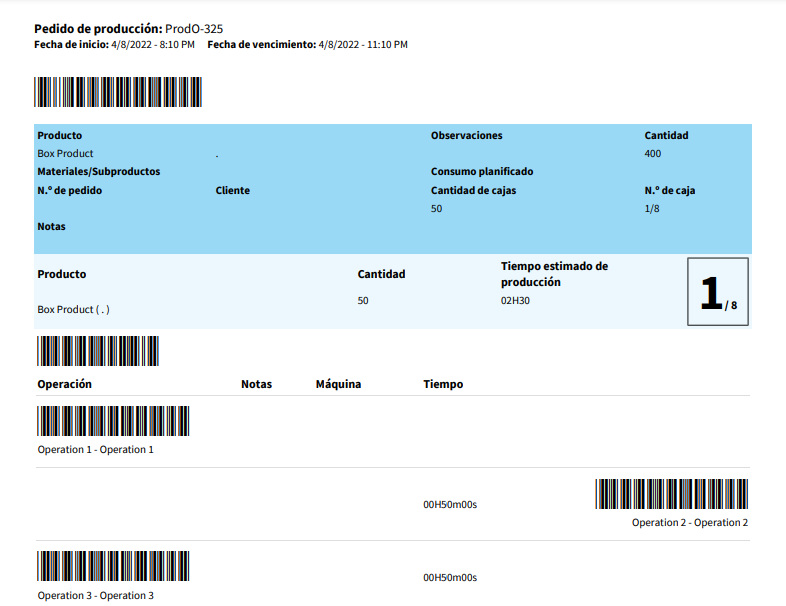 Pedido de producción: ProdO-325
Fecha de inicio: 4/8/2022 - 8:10 PM Fecha de vencimiento: 4/8/2022 - 11:10 PM
Producto Observaciones Cantidad
Box Product . 400
Materiales/Subproductos Consumo planificado
N.º de pedido Cliente Cantidad de cajas N.º de caja
50 1/8
Notas
Producto Cantidad Tiempo estimado de producción
Box Product ( . ) 50 02H30 1/ 8
Operación Notas Máquina Tiempo
Operation 1 - Operation 1
00H50m00s
Operation 2 - Operation 2
00H50m00s
Operation 3 - Operation 3